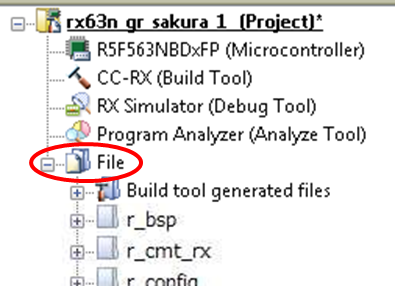 rx63n gr sakura 1 (Project)*
R5F563NBDxFP (Microcontroller)
CC-RX (Build Tool)
RX Simulator (Debug Tool)
Program Analyzer (Analyze Tool)
File
Build tool generated files
r_bsp
r_cmt_rx
r_config